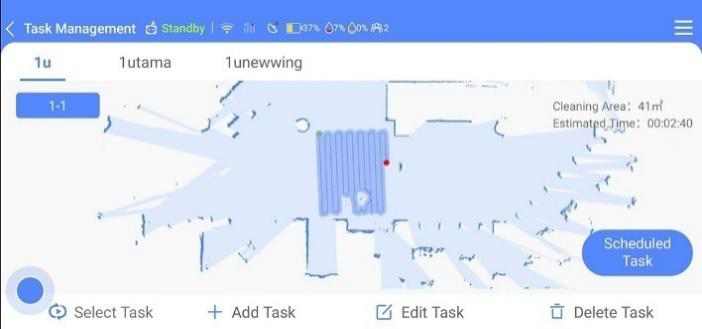 Task Management Standby 37% 7% 0% 2
1u 1utama 1unewwing
1-1
Cleaning Area: 41㎡
Estimated Time: 00:02:40
Scheduled
Task
Select Task Add Task Edit Task Delete Task